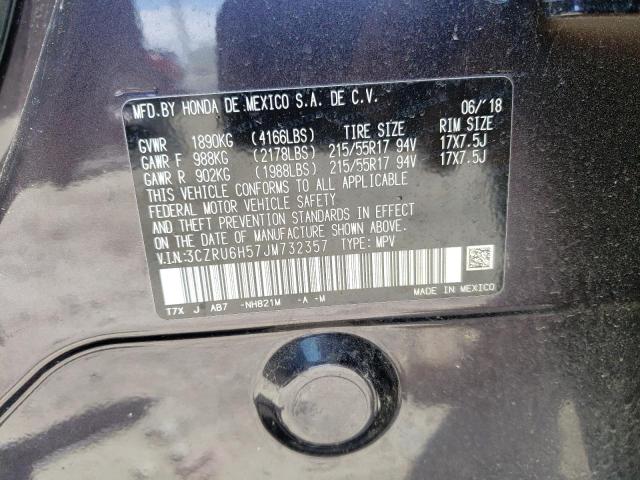 MFD.BY HONDA DE MEXICO S.A. DE C.V. 06/'18
GVWR 1890KG (4166LBS) TIRE SIZE RIM SIZE
GAWR F 988KG (2178LBS) 215/55R17 94V 17X7.5J
GAWR R 902KG (1988LBS) 215/55R17 94V 17X7.5J
THIS VEHICLE CONFORMS TO ALL APPLICABLE
FEDERAL MOTOR VEHICLE SAFETY
AND THEFT PREVENTION STANDARDS IN EFFECT
ON THE DATE OF MANUFACTURE SHOWN ABOVE.
V.I.N:3CZRU6H57JM732357 TYPE: MPV
T7X J AB7 -NH821M -A -M MADE IN MEXICO